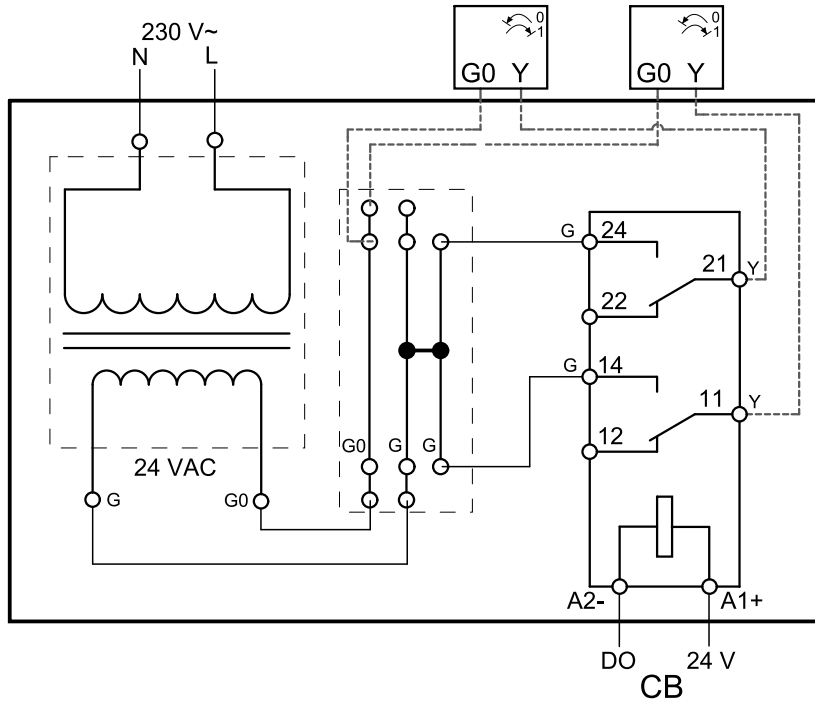 230 V~
N L
0
1
G0 Y
0
1
G0 Y
G 24
21 Y
22
G 14
11 Y
12
G0 G G
24 VAC
G G0
A2- A1+
DO 24 V
CB